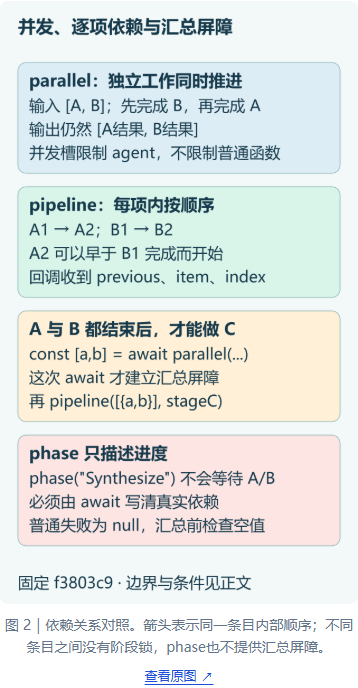 并发、逐项依赖与汇总屏障
parallel：独立工作同时推进
输入 [A, B]；先完成 B，再完成 A
输出仍然 [A结果, B结果]
并发槽限制 agent，不限制普通函数
pipeline：每项内按顺序
A1 → A2；B1 → B2
A2 可以早于 B1 完成而开始
回调收到 previous、item、index
A 与 B 都结束后，才能做 C
const [a,b] = await parallel(...)
这次 await 才建立汇总屏障
再 pipeline([{a,b}], stageC)
phase 只描述进度
phase("Synthesize") 不会等待 A/B
必须由 await 写清真实依赖
普通失败为 null，汇总前检查空值
固定 f3803c9 · 边界与条件见正文
图 2｜依赖关系对照。箭头表示同一条目内部顺序；不同
条目之间没有阶段锁，phase也不提供汇总屏障。
查看原图 ↗